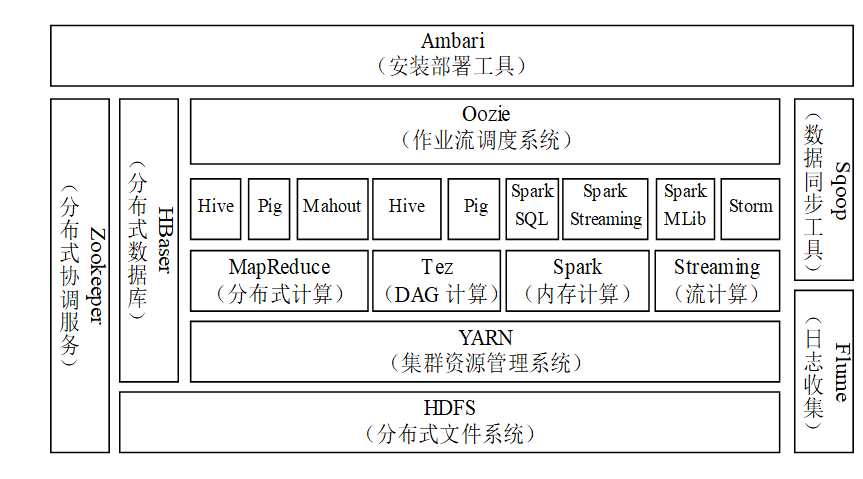 Ambari
（安装部署工具）
Zookeeper
（分布式协调服务）
HBaser
（分布式数据库）
Oozie
（作业流调度系统）
Hive
Pig
Mahout
Hive
Pig
Spark
SQL
Spark
Streaming
Spark
MLib
Storm
MapReduce
（分布式计算）
Tez
（DAG 计算）
Spark
（内存计算）
Streaming
（流计算）
YARN
（集群资源管理系统）
HDFS
（分布式文件系统）
Sqoop
（数据同步工具）
Flume
（日志收集）